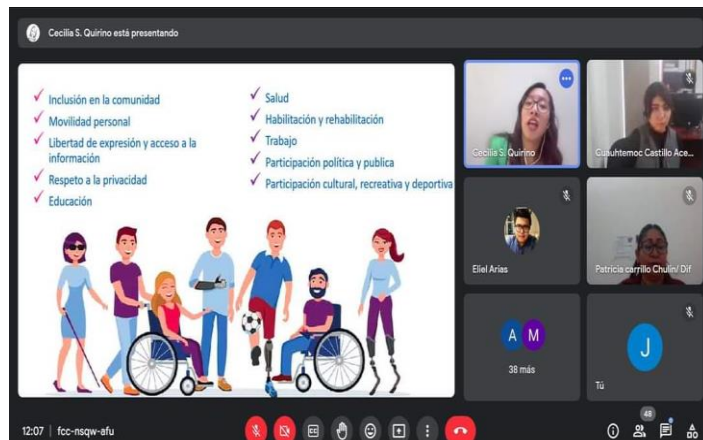 Cecilia S. Quirino está presentando
✓ Inclusión en la comunidad
✓ Movilidad personal
✓ Libertad de expresión y acceso a la
información
✓ Respeto a la privacidad
✓ Educación
✓ Salud
✓ Habilitación y rehabilitación
✓ Trabajo
✓ Participación política y publica
✓ Participación cultural, recreativa y deportiva
Cecilia S. Quirino
Cuauhtemoc Castillo Ace...
Eliel Arias
Patricia carrillo Chulin/ Dif
A M
38 más
J
Tú
12:07 | fcc-nsqw-afu
CC
48